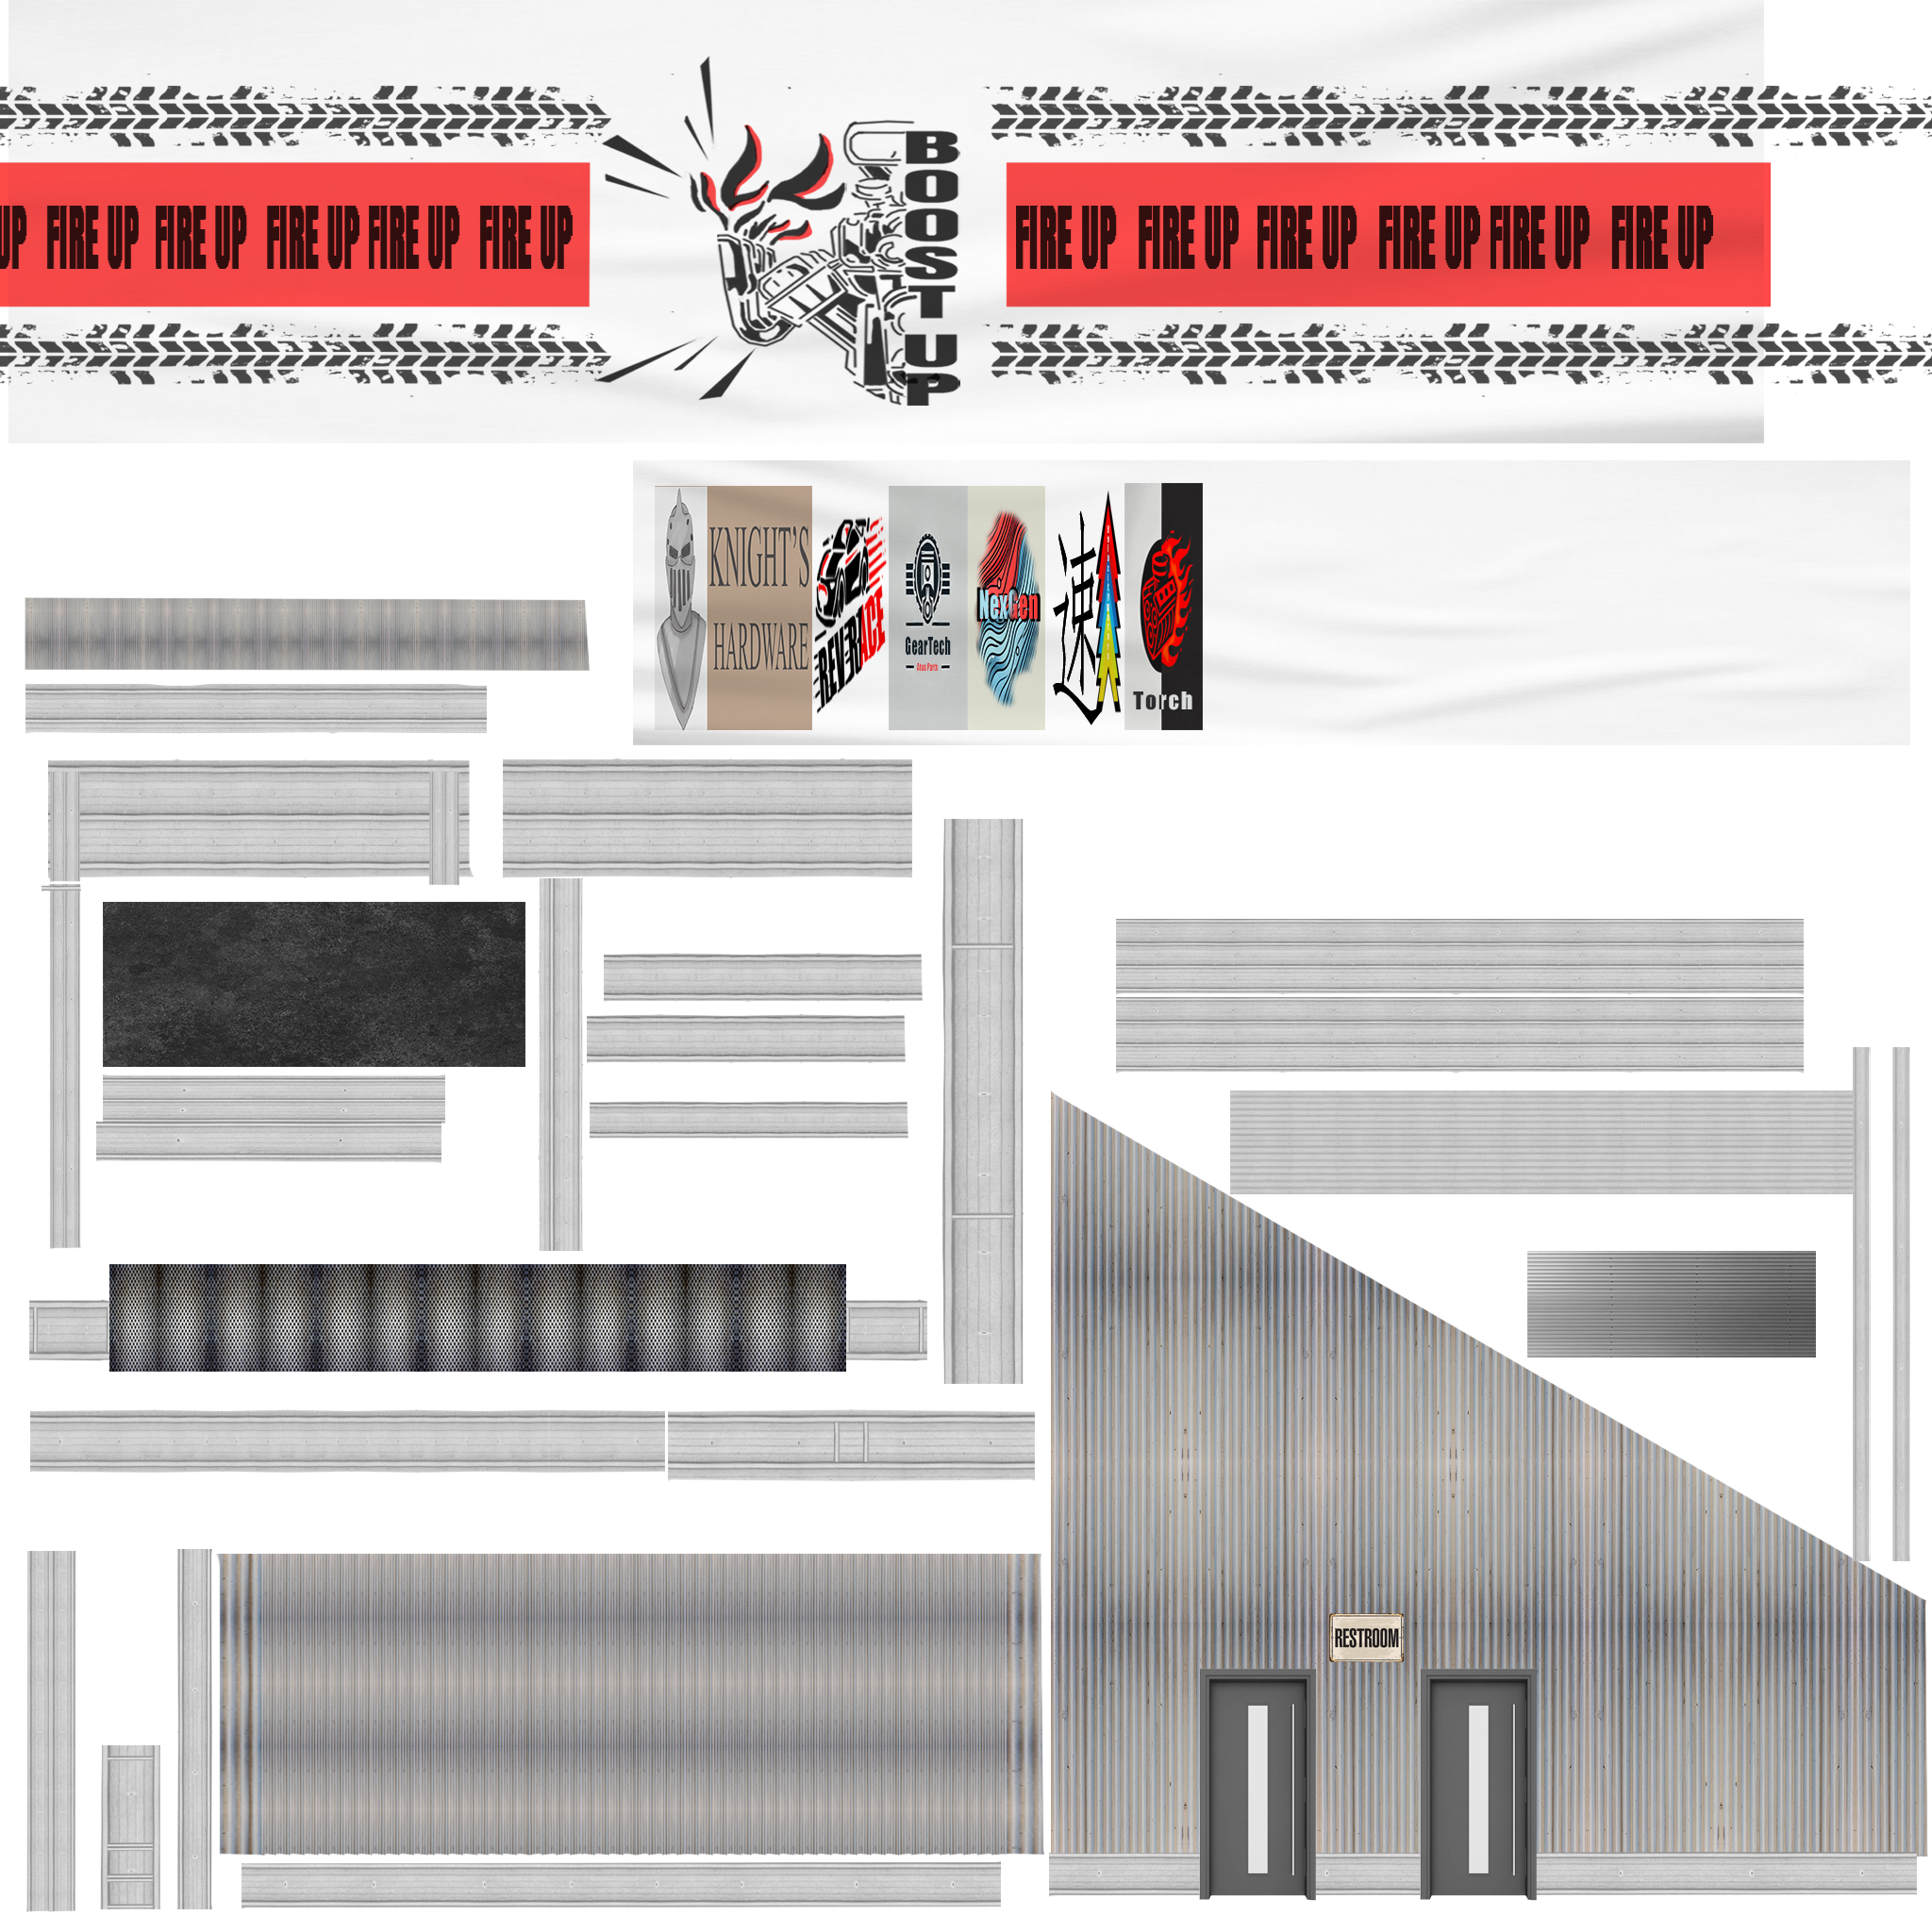 UP FIRE UP FIRE UP FIRE UP FIRE UP FIRE UP
BOOST UP
FIRE UP FIRE UP FIRE UP FIRE UP FIRE UP FIRE UP
KNIGHT'S
HARDWARE
REVERACE
GearTech
NexGen
速
Torch
RESTROOM